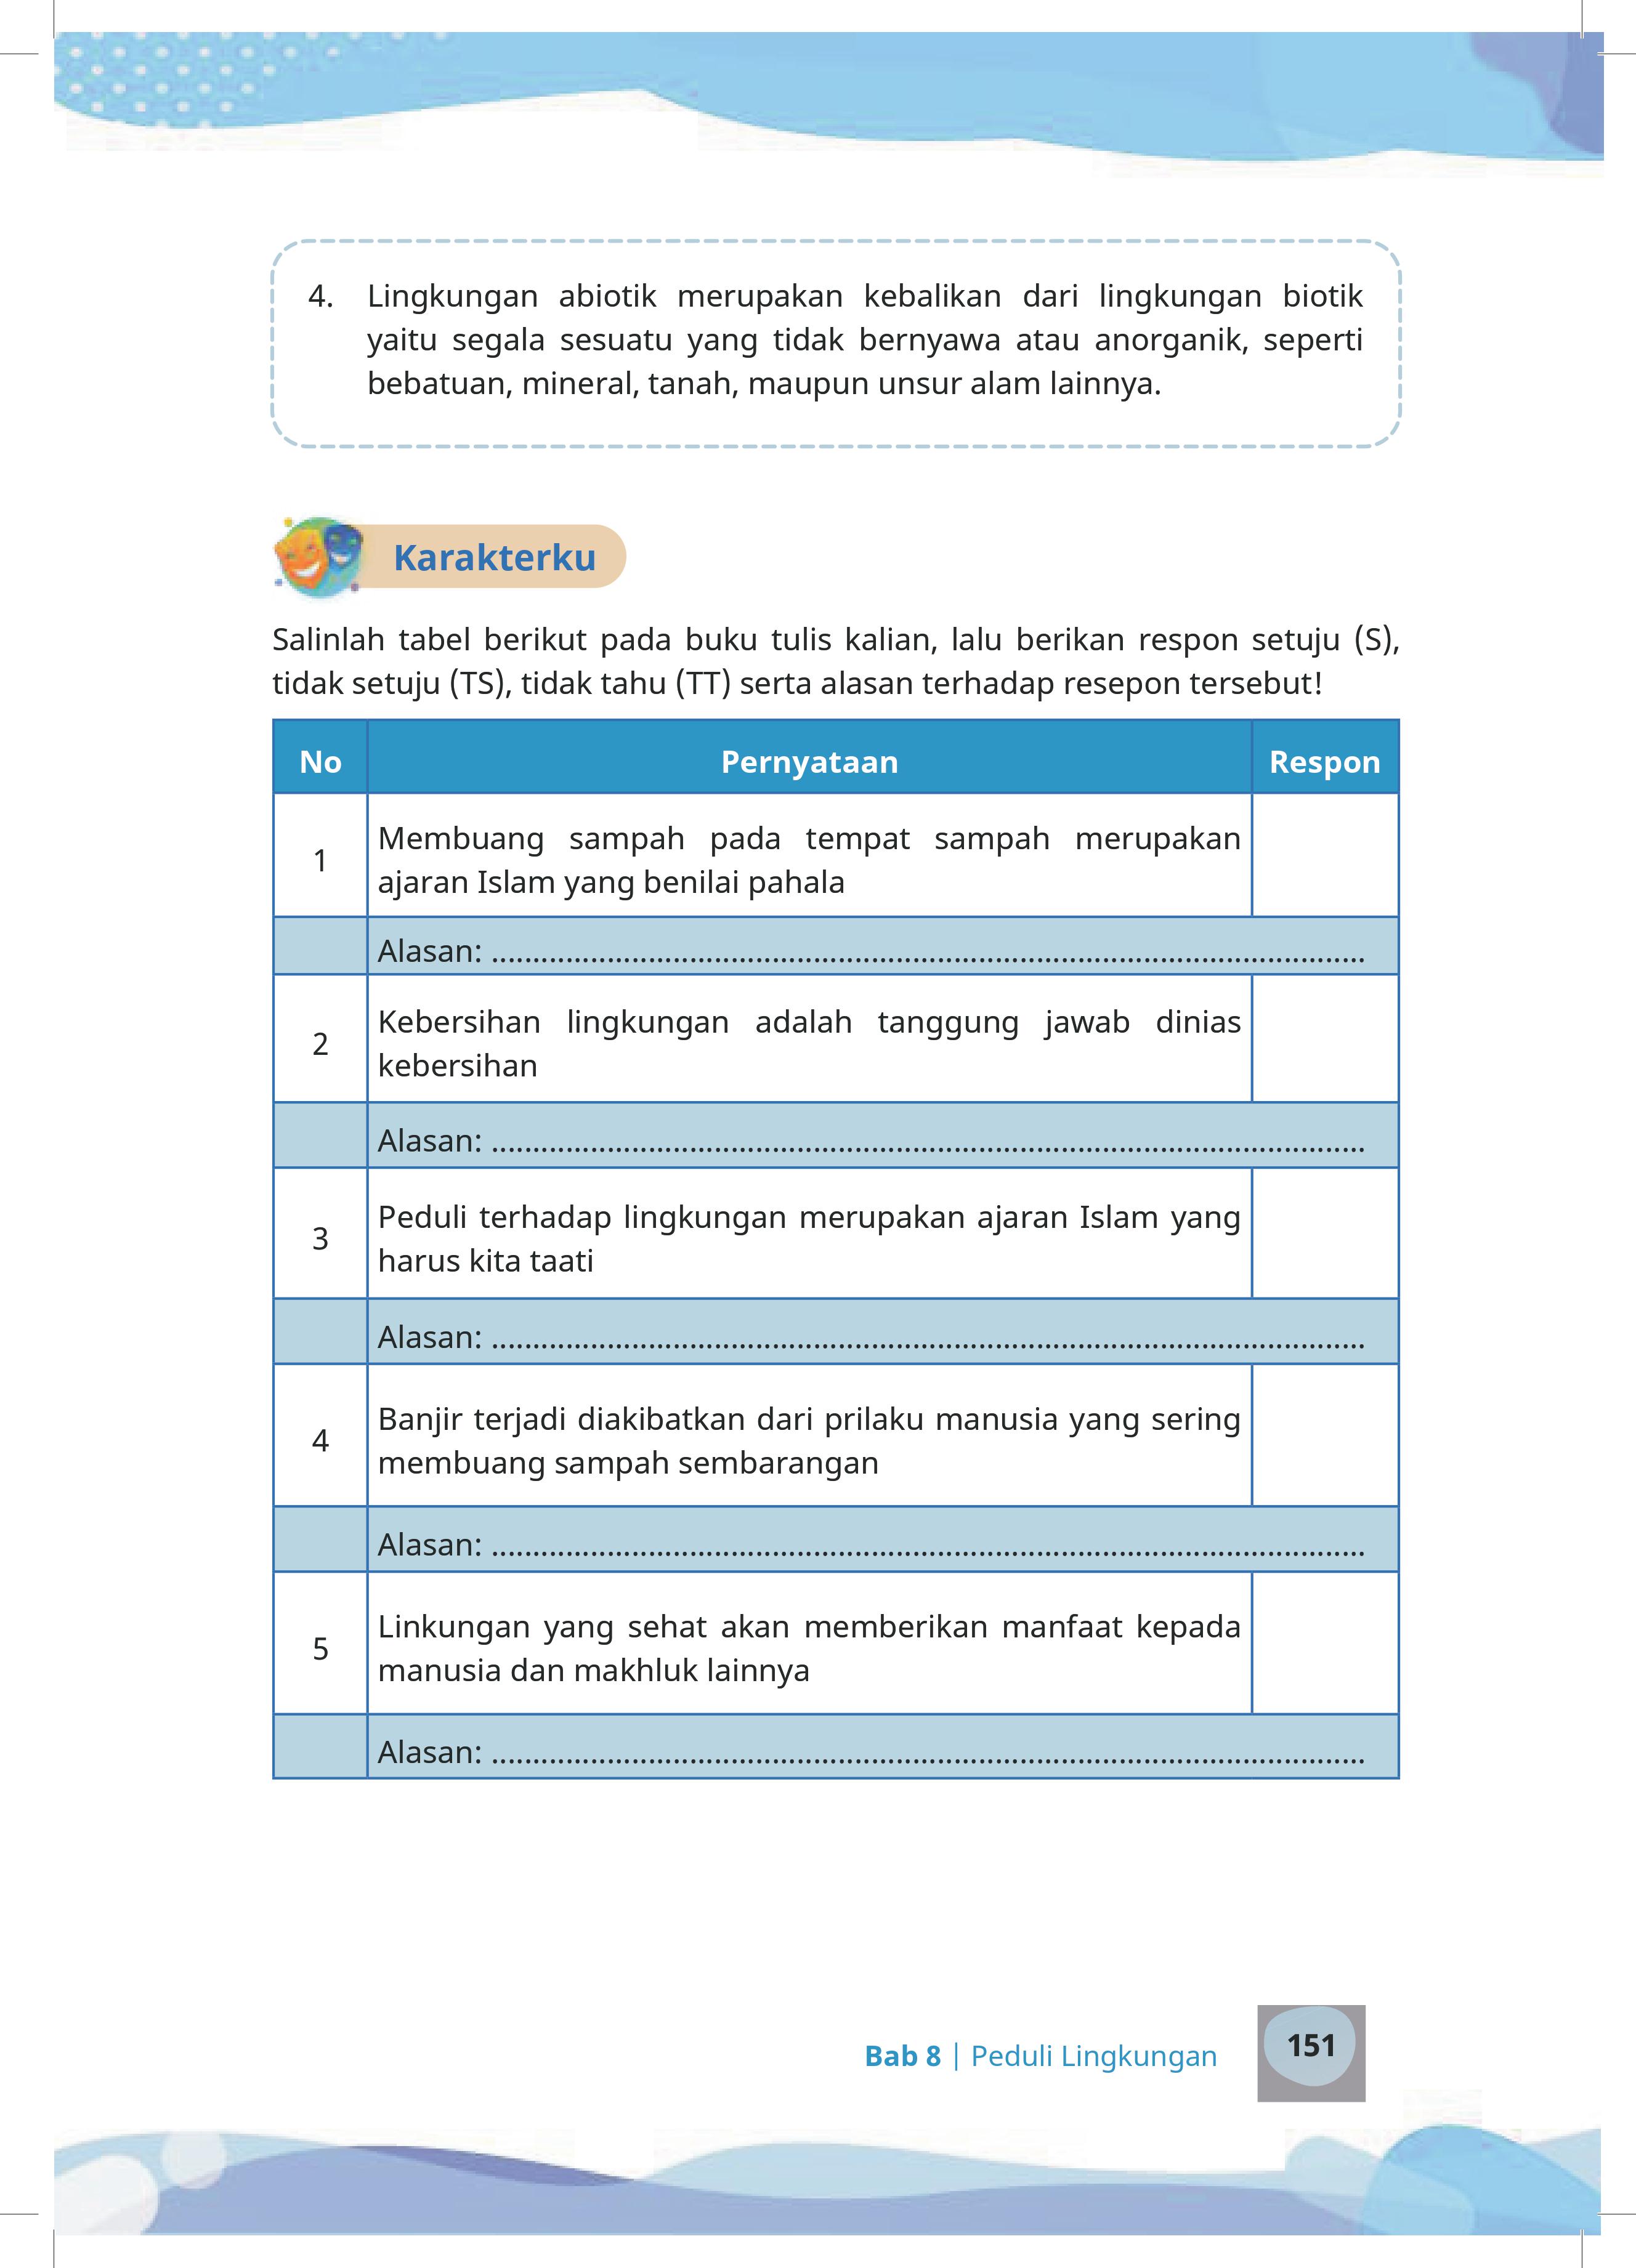 4. Lingkungan abiotik merupakan kebalikan dari lingkungan biotik
yaitu segala sesuatu yang tidak bernyawa atau anorganik, seperti
bebatuan, mineral, tanah, maupun unsur alam lainnya.
Karakterku
Salinlah tabel berikut pada buku tulis kalian, lalu berikan respon setuju (S),
tidak setuju (TS), tidak tahu (TT) serta alasan terhadap resepon tersebut!
No Pernyataan Respon
1 Membuang sampah pada tempat sampah merupakan
ajaran Islam yang benilai pahala
Alasan: ..........................................................................................................
2 Kebersihan lingkungan adalah tanggung jawab dinias
kebersihan
Alasan: ..........................................................................................................
3 Peduli terhadap lingkungan merupakan ajaran Islam yang
harus kita taati
Alasan: ..........................................................................................................
4 Banjir terjadi diakibatkan dari prilaku manusia yang sering
membuang sampah sembarangan
Alasan: ..........................................................................................................
5 Linkungan yang sehat akan memberikan manfaat kepada
manusia dan makhluk lainnya
Alasan: ..........................................................................................................
Bab 8 | Peduli Lingkungan 151